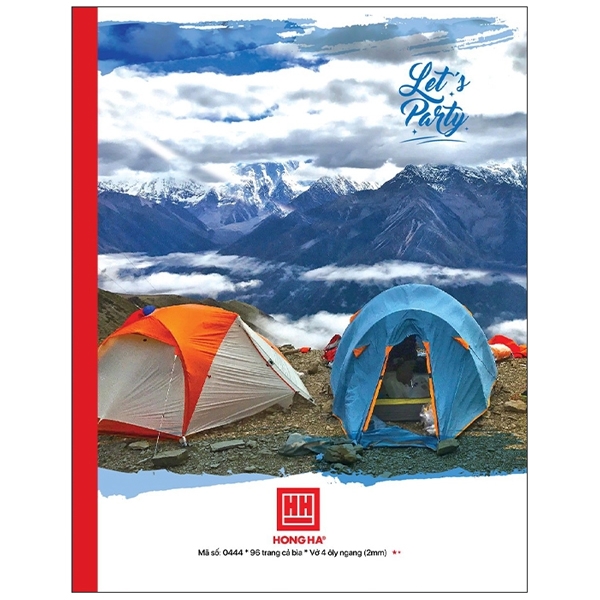 Let's
Party
HH
HONG HA®
Mã số: 0444 * 96 trang cả bìa * Vở 4 ôly ngang (2mm) **